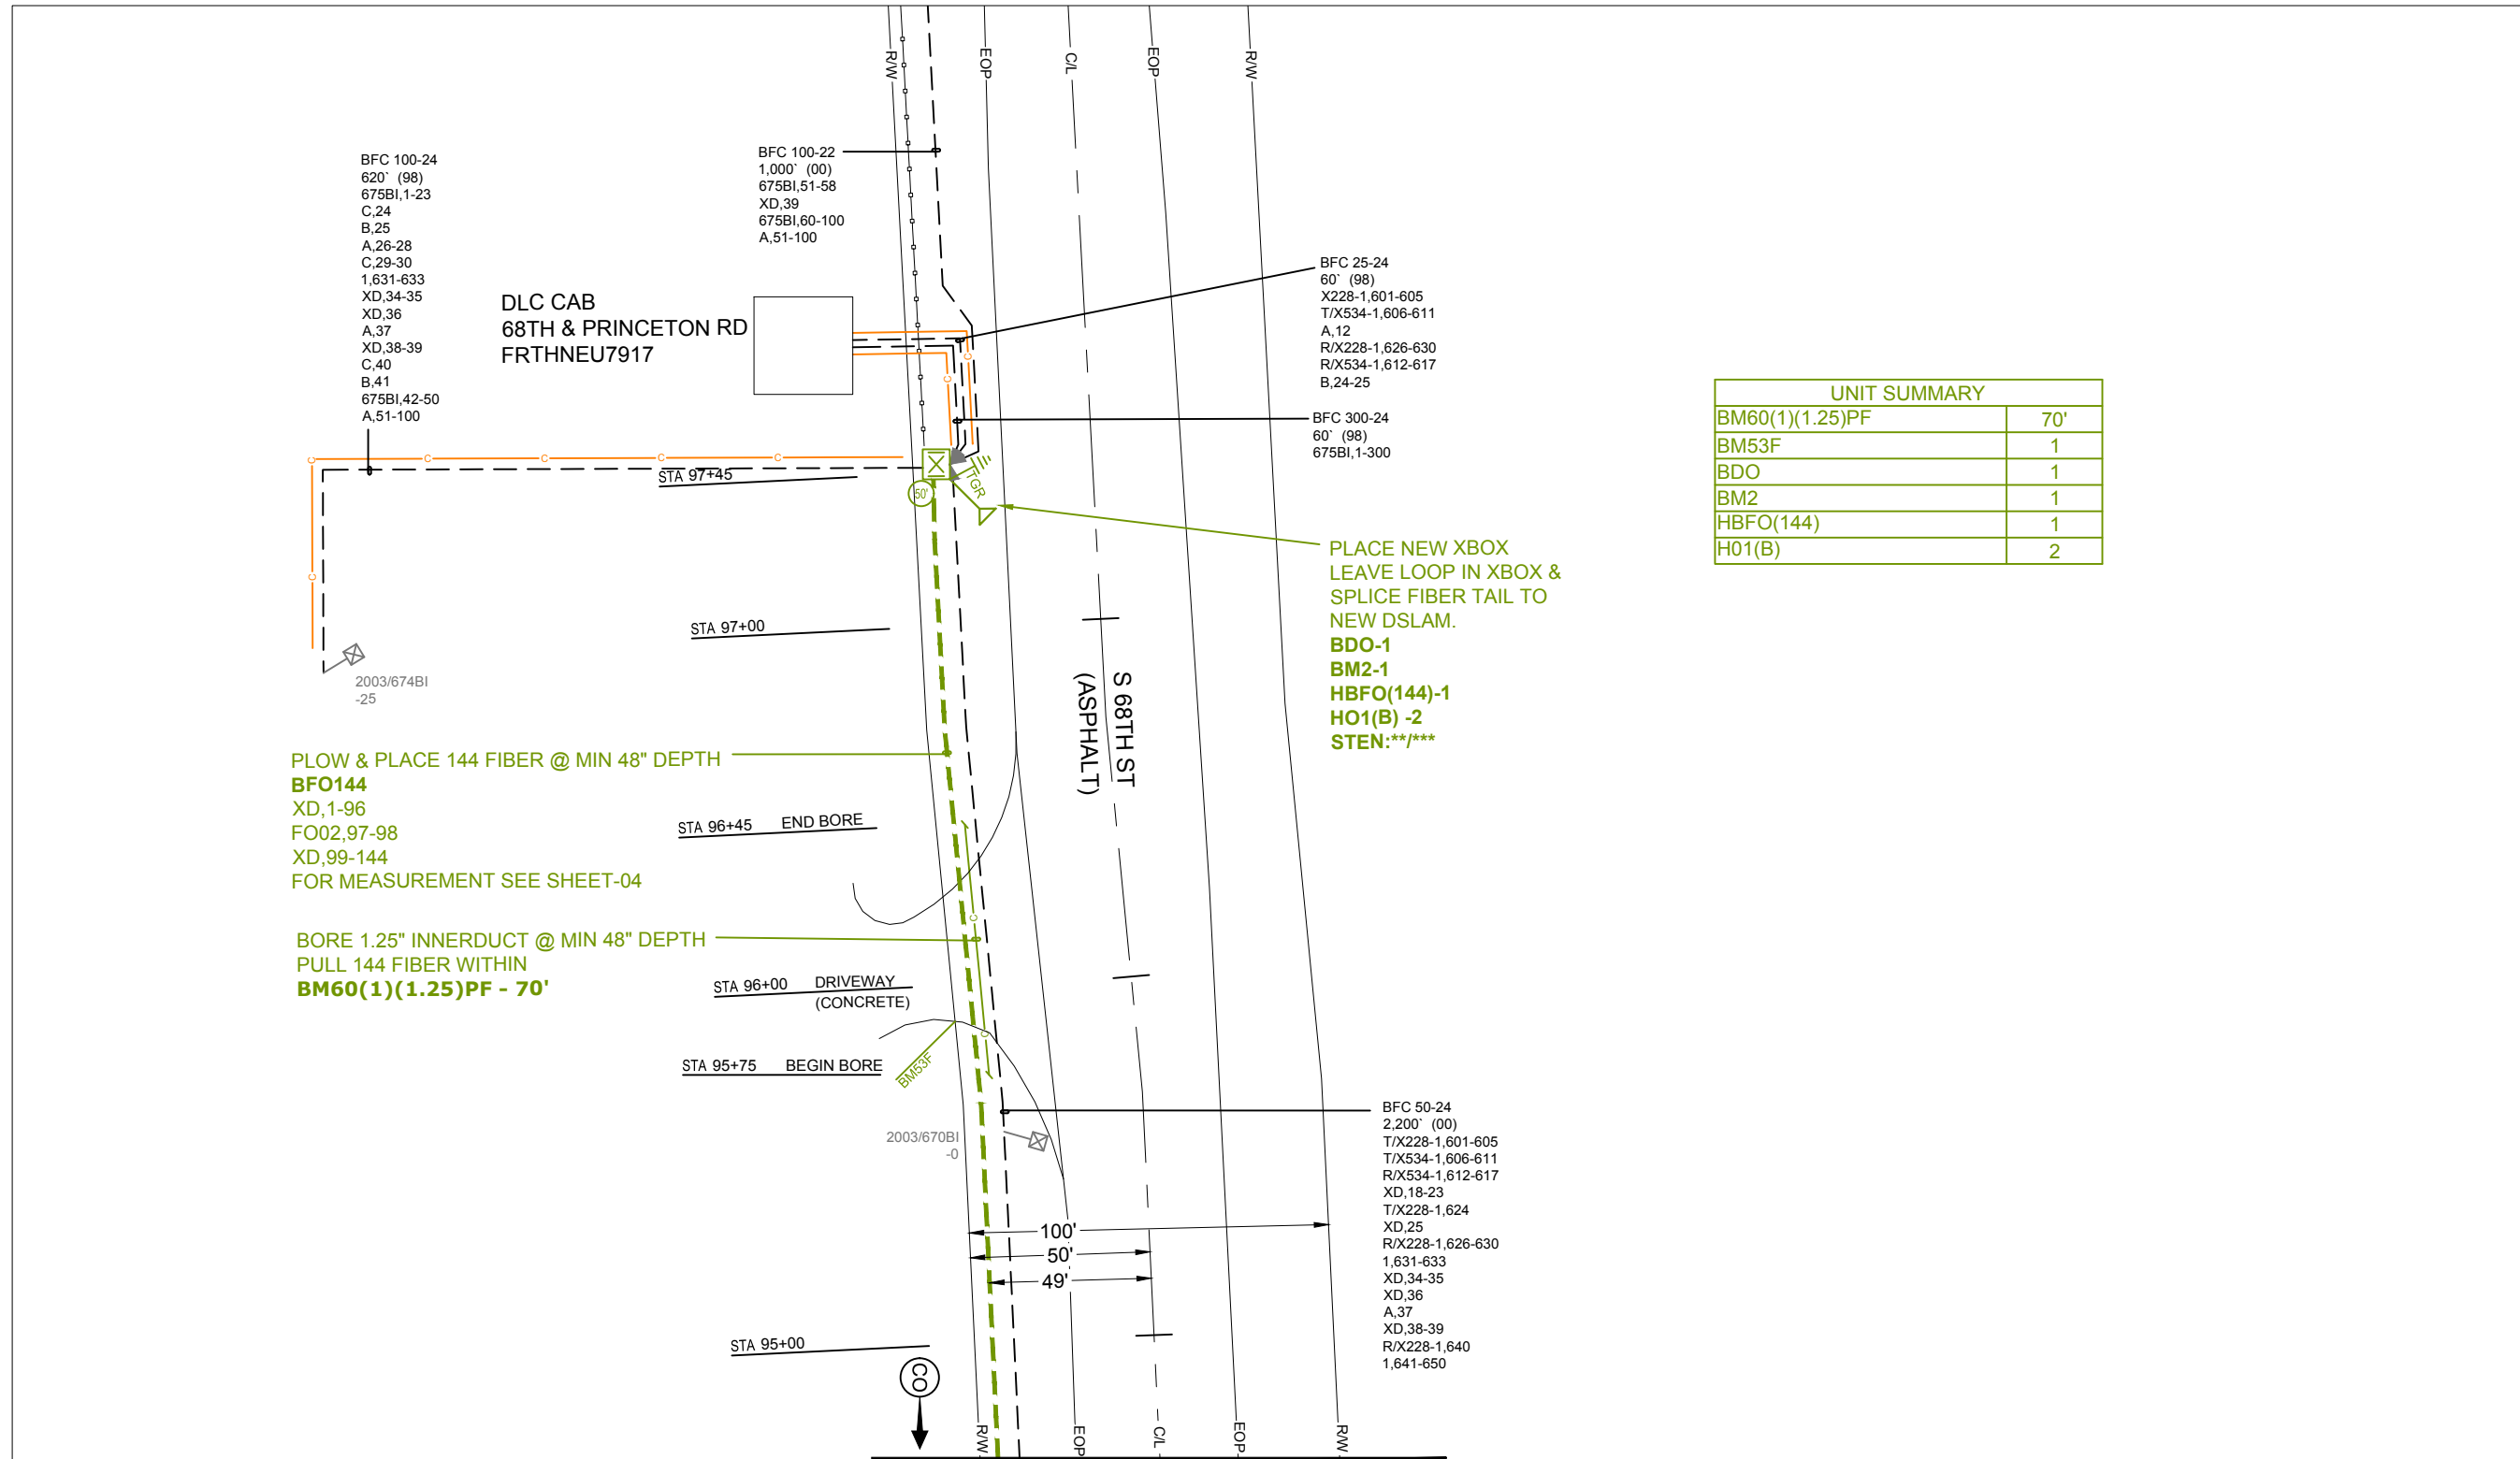 R/W
EOP
C/L
EOP
R/W
BFC 100-24
620` (98)
675BI,1-23
C,24
B,25
A,26-28
C,29-30
1,631-633
XD,34-35
XD,36
A,37
XD,38-39
C,40
B,41
675BI,42-50
A,51-100
BFC 100-22
1,000` (00)
675BI,51-58
XD,39
675BI,60-100
A,51-100
DLC CAB
68TH & PRINCETON RD
FRTHNEU7917
BFC 25-24
60` (98)
X228-1,601-605
T/X534-1,606-611
A,12
R/X228-1,626-630
R/X534-1,612-617
B,24-25
BFC 300-24
60` (98)
675BI,1-300
UNIT SUMMARY
BM60(1)(1.25)PF 70'
BM53F 1
BDO 1
BM2 1
HBFO(144) 1
H01(B) 2
C
C
C
C
C
C
C
C
STA 97+45
50'
TGR
PLACE NEW XBOX
LEAVE LOOP IN XBOX &
SPLICE FIBER TAIL TO
NEW DSLAM.
BDO-1
BM2-1
HBFO(144)-1
HO1(B) -2
STEN:**/***
STA 97+00
2003/674BI
-25
S 68TH ST
(ASPHALT)
PLOW & PLACE 144 FIBER @ MIN 48" DEPTH
BFO144
XD,1-96
FO02,97-98
XD,99-144
FOR MEASUREMENT SEE SHEET-04
STA 96+45 END BORE
BORE 1.25" INNERDUCT @ MIN 48" DEPTH
PULL 144 FIBER WITHIN
BM60(1)(1.25)PF - 70'
C
C
STA 96+00 DRIVEWAY
(CONCRETE)
STA 95+75 BEGIN BORE
BM53F
2003/670BI
-0
BFC 50-24
2,200` (00)
T/X228-1,601-605
T/X534-1,606-611
R/X534-1,612-617
XD,18-23
T/X228-1,624
XD,25
R/X228-1,626-630
1,631-633
XD,34-35
XD,36
A,37
XD,38-39
R/X228-1,640
1,641-650
100'
50'
49'
STA 95+00
CO
R/W
EOP
C/L
EOP
R/W